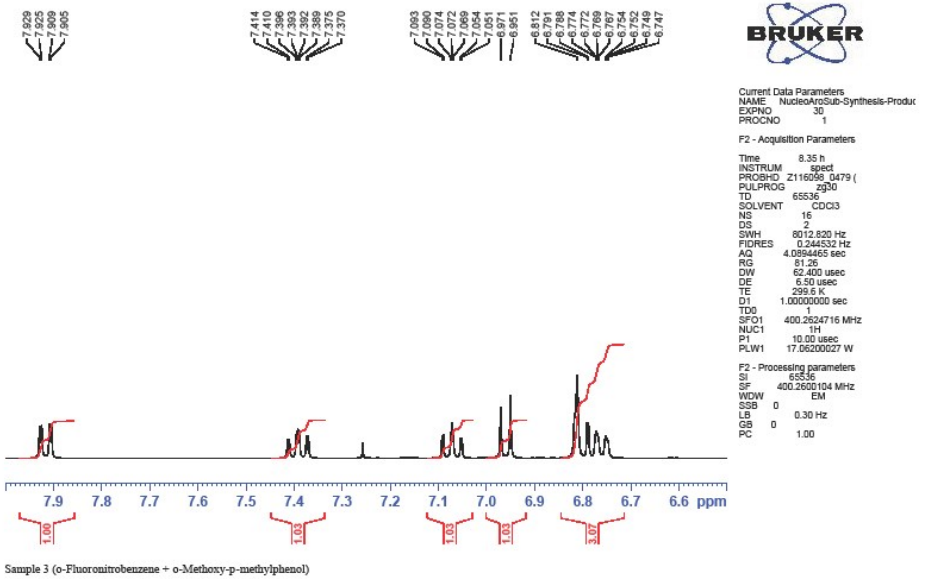 7.929
7.925
7.909
7.905
7.414
7.410
7.396
7.393
7.392
7.389
7.375
7.370
7.093
7.090
7.074
7.072
7.069
7.054
7.051
6.971
6.951
6.812
6.791
6.788
6.774
6.772
6.769
6.767
6.754
6.752
6.749
6.747
BRUKER
Current Data Parameters
NAME NucleoAroSub-Synthesis-Produc
EXPNO 30
PROCNO 1
F2 - Acquisition Parameters
Time 8.35 h
INSTRUM spect
PROBHD Z116098_0479 (
PULPROG zg30
TD 65536
SOLVENT CDCl3
NS 16
DS 2
SWH 8012.820 Hz
FIDRES 0.244532 Hz
AQ 4.0894465 sec
RG 81.26
DW 62.400 usec
DE 6.50 usec
TE 299.6 K
D1 1.00000000 sec
TD0 1
SFO1 400.2624716 MHz
NUC1 1H
P1 10.00 usec
PLW1 17.06200027 W
F2 - Processing parameters
SI 65536
SF 400.2600104 MHz
WDW EM
SSB 0
LB 0.30 Hz
GB 0
PC 1.00
7.9 7.8 7.7 7.6 7.5 7.4 7.3 7.2 7.1 7.0 6.9 6.8 6.7 6.6 ppm
1.00 1.03 1.03 1.03 3.07
Sample 3 (o-Fluoronitrobenzene + o-Methoxy-p-methylphenol)